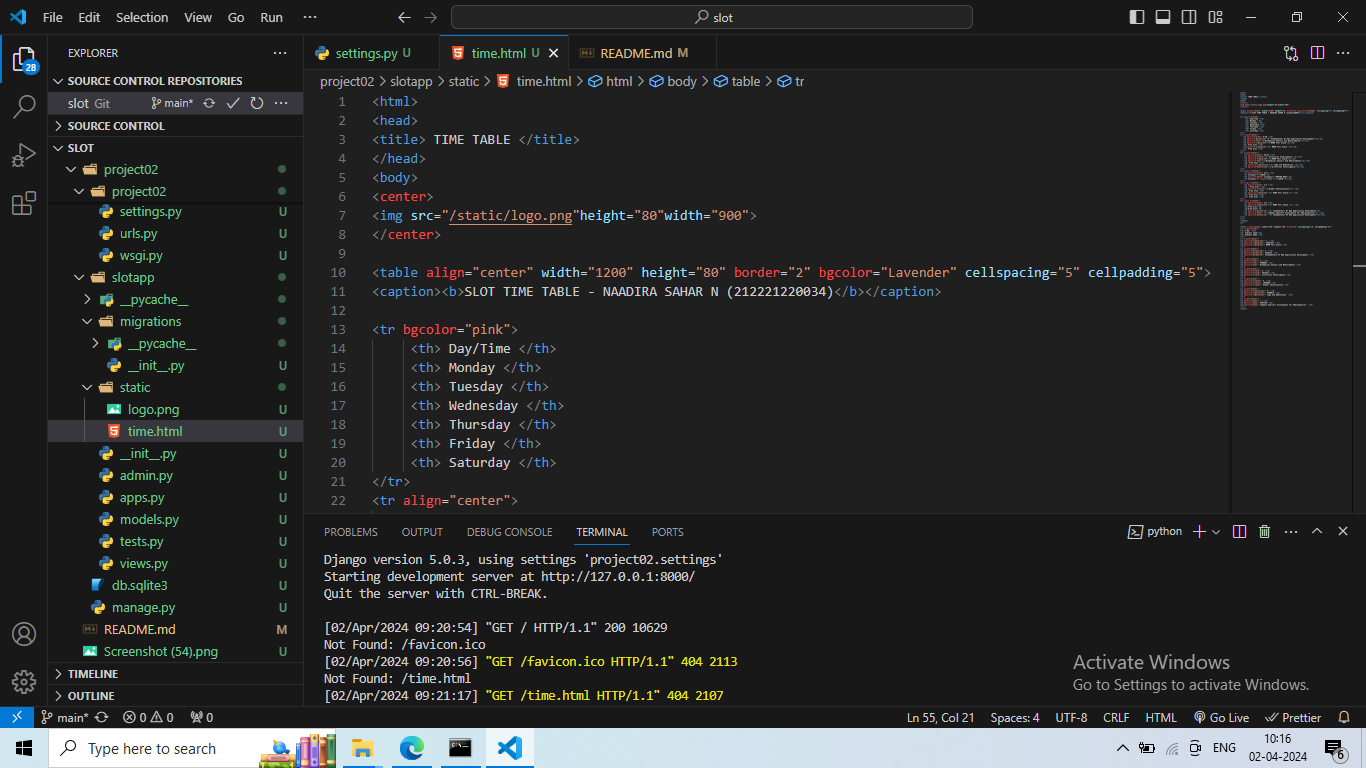 File Edit Selection View Go Run ··· slot
EXPLORER ···
SOURCE CONTROL REPOSITORIES
slot Git main* ···
SOURCE CONTROL
SLOT
project02
project02
settings.py U
urls.py U
wsgi.py U
slotapp
__pycache__
migrations
__pycache__
__init__.py U
static
logo.png U
time.html U
__init__.py U
admin.py U
apps.py U
models.py U
tests.py U
views.py U
db.sqlite3 U
manage.py U
README.md M
Screenshot (54).png U
TIMELINE
OUTLINE
28
settings.py U time.html U README.md M
project02 > slotapp > static > time.html > html > body > table > tr
1 <html>
2 <head>
3 <title> TIME TABLE </title>
4 </head>
5 <body>
6 <center>
7 <img src="/static/logo.png"height="80"width="900">
8 </center>
9
10 <table align="center" width="1200" height="80" border="2" bgcolor="Lavender" cellspacing="5" cellpadding="5">
11 <caption><b>SLOT TIME TABLE - NAADIRA SAHAR N (212221220034)</b></caption>
12
13 <tr bgcolor="pink">
14 <th> Day/Time </th>
15 <th> Monday </th>
16 <th> Tuesday </th>
17 <th> Wednesday </th>
18 <th> Thursday </th>
19 <th> Friday </th>
20 <th> Saturday </th>
21 </tr>
22 <tr align="center">
PROBLEMS OUTPUT DEBUG CONSOLE TERMINAL PORTS python
Django version 5.0.3, using settings 'project02.settings'
Starting development server at http://127.0.0.1:8000/
Quit the server with CTRL-BREAK.
[02/Apr/2024 09:20:54] "GET / HTTP/1.1" 200 10629
Not Found: /favicon.ico
[02/Apr/2024 09:20:56] "GET /favicon.ico HTTP/1.1" 404 2113
Not Found: /time.html
[02/Apr/2024 09:21:17] "GET /time.html HTTP/1.1" 404 2107
Activate Windows
Go to Settings to activate Windows.
main* 0 0 0 Ln 55, Col 21 Spaces: 4 UTF-8 CRLF HTML Go Live Prettier
Type here to search ENG 10:16
02-04-2024 6